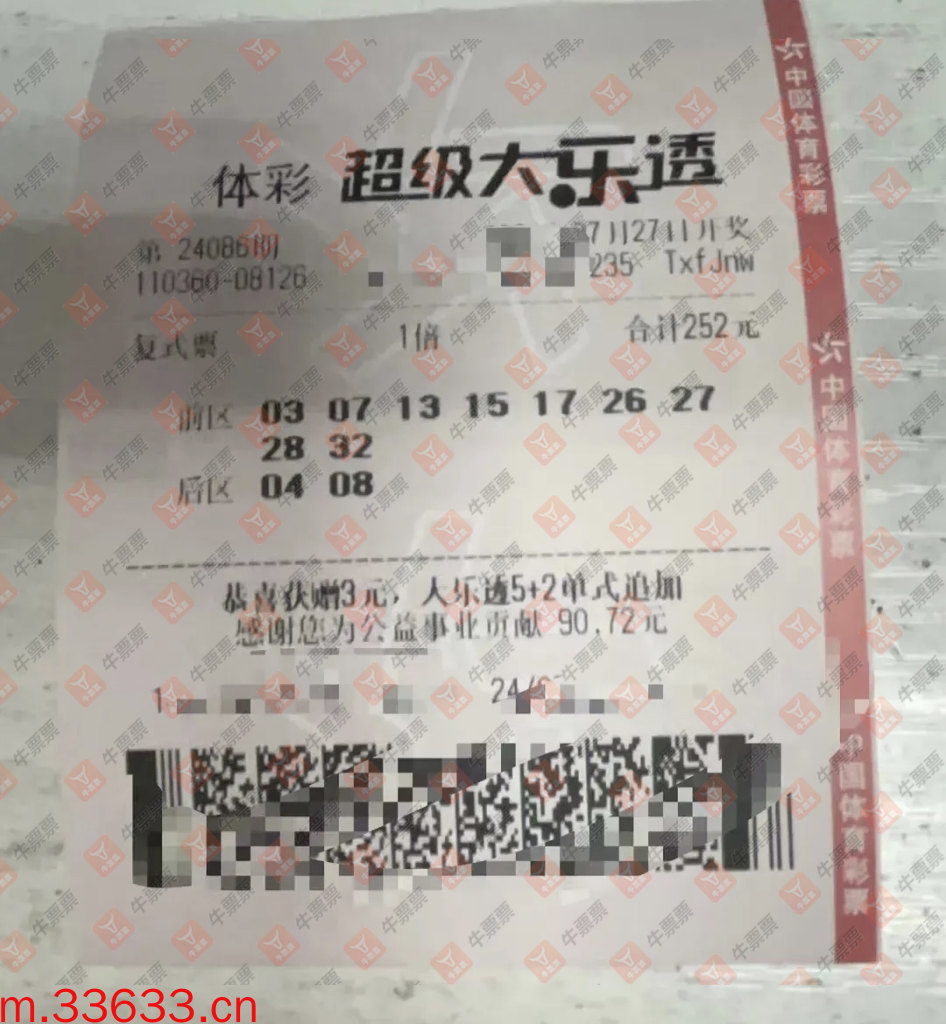 体彩 超级大乐透
第 24086期 7月27日开奖
110360-08126 235 TxfJnw
复式票 1倍 合计252元
前区 03 07 13 15 17 26 27
28 32
后区 04 08
恭喜获赠3元，大乐透5+2单式追加
感谢您为公益事业贡献 90.72元
1 24/
中国体育彩票
中国体育彩票
中国体育彩票
牛票票
m.33633.cn